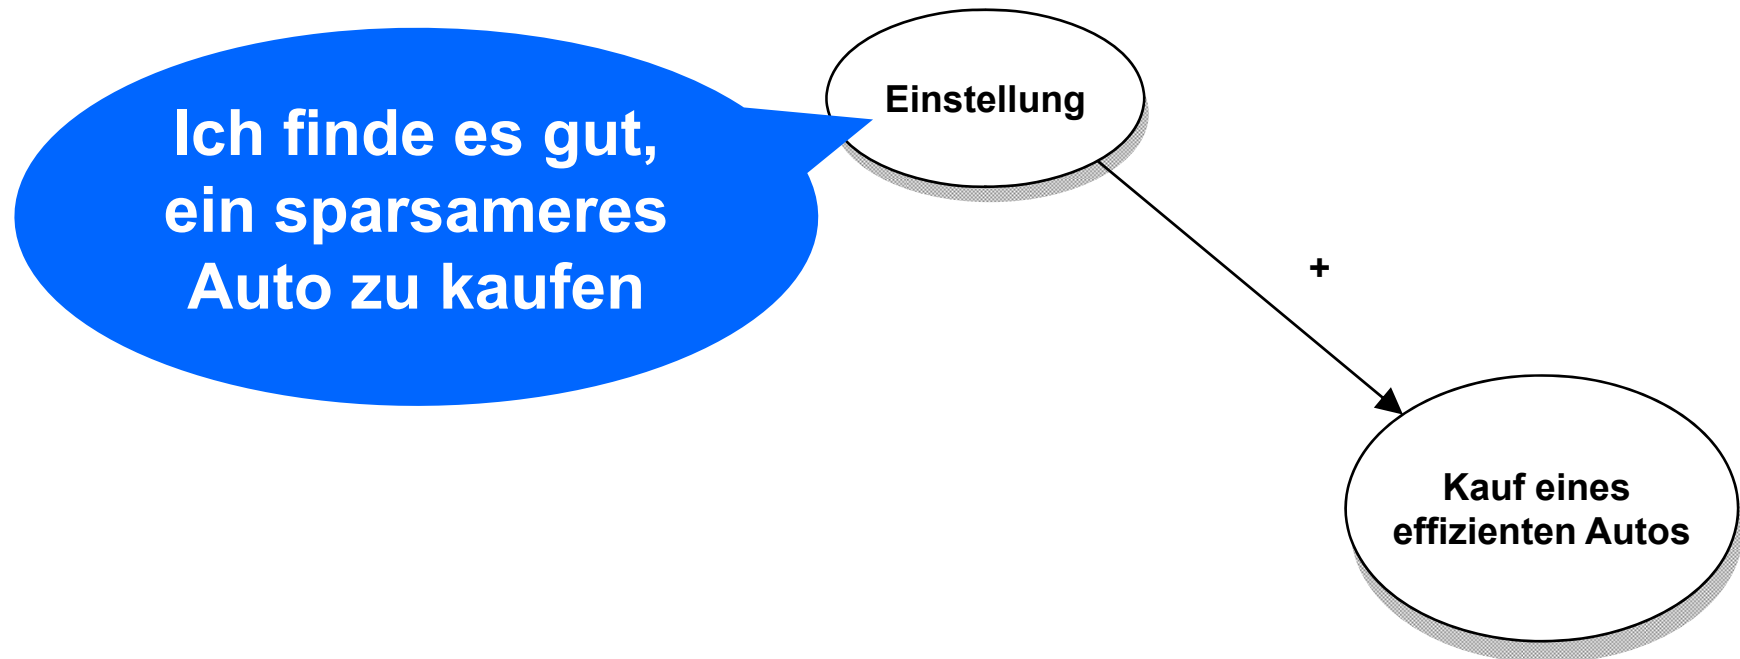 Ich finde es gut,
ein sparsameres
Auto zu kaufen
Einstellung
+
Kauf eines
effizienten Autos